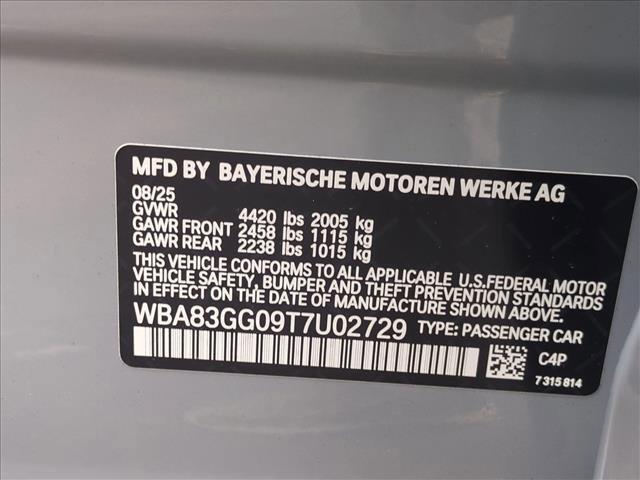 MFD BY BAYERISCHE MOTOREN WERKE AG
08/25
GVWR 4420 lbs 2005 kg
GAWR FRONT 2458 lbs 1115 kg
GAWR REAR 2238 lbs 1015 kg
THIS VEHICLE CONFORMS TO ALL APPLICABLE U.S.FEDERAL MOTOR
VEHICLE SAFETY, BUMPER AND THEFT PREVENTION STANDARDS
IN EFFECT ON THE DATE OF MANUFACTURE SHOWN ABOVE.
WBA83GG09T7U02729 TYPE: PASSENGER CAR
C4P
7 315 814